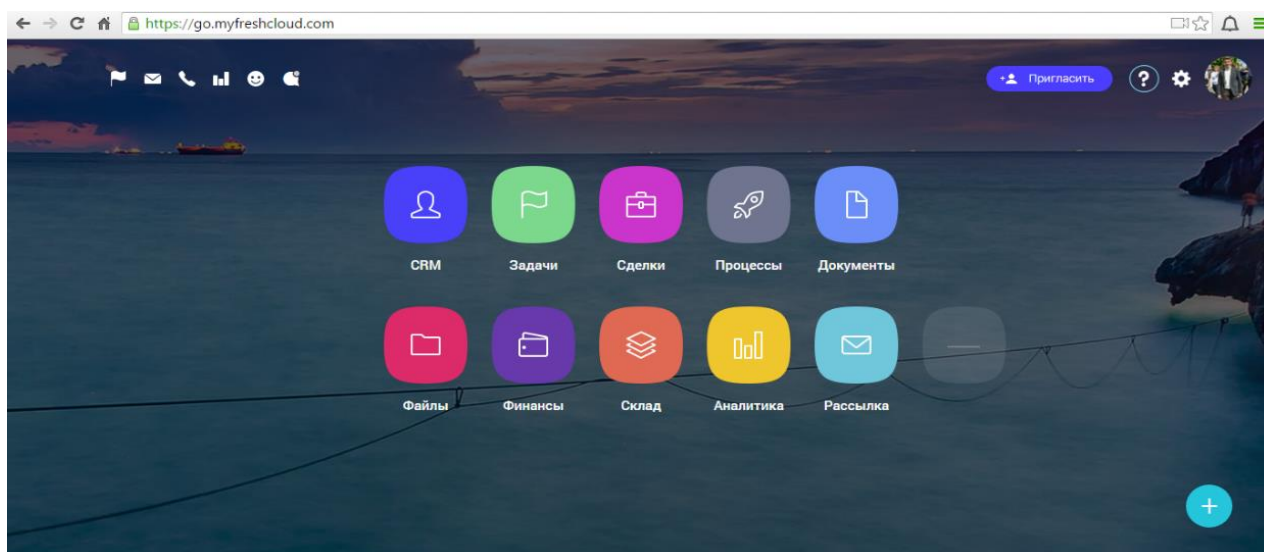 https://go.myfreshcloud.com
Пригласить
CRM Задачи Сделки Процессы Документы
Файлы Финансы Склад Аналитика Рассылка